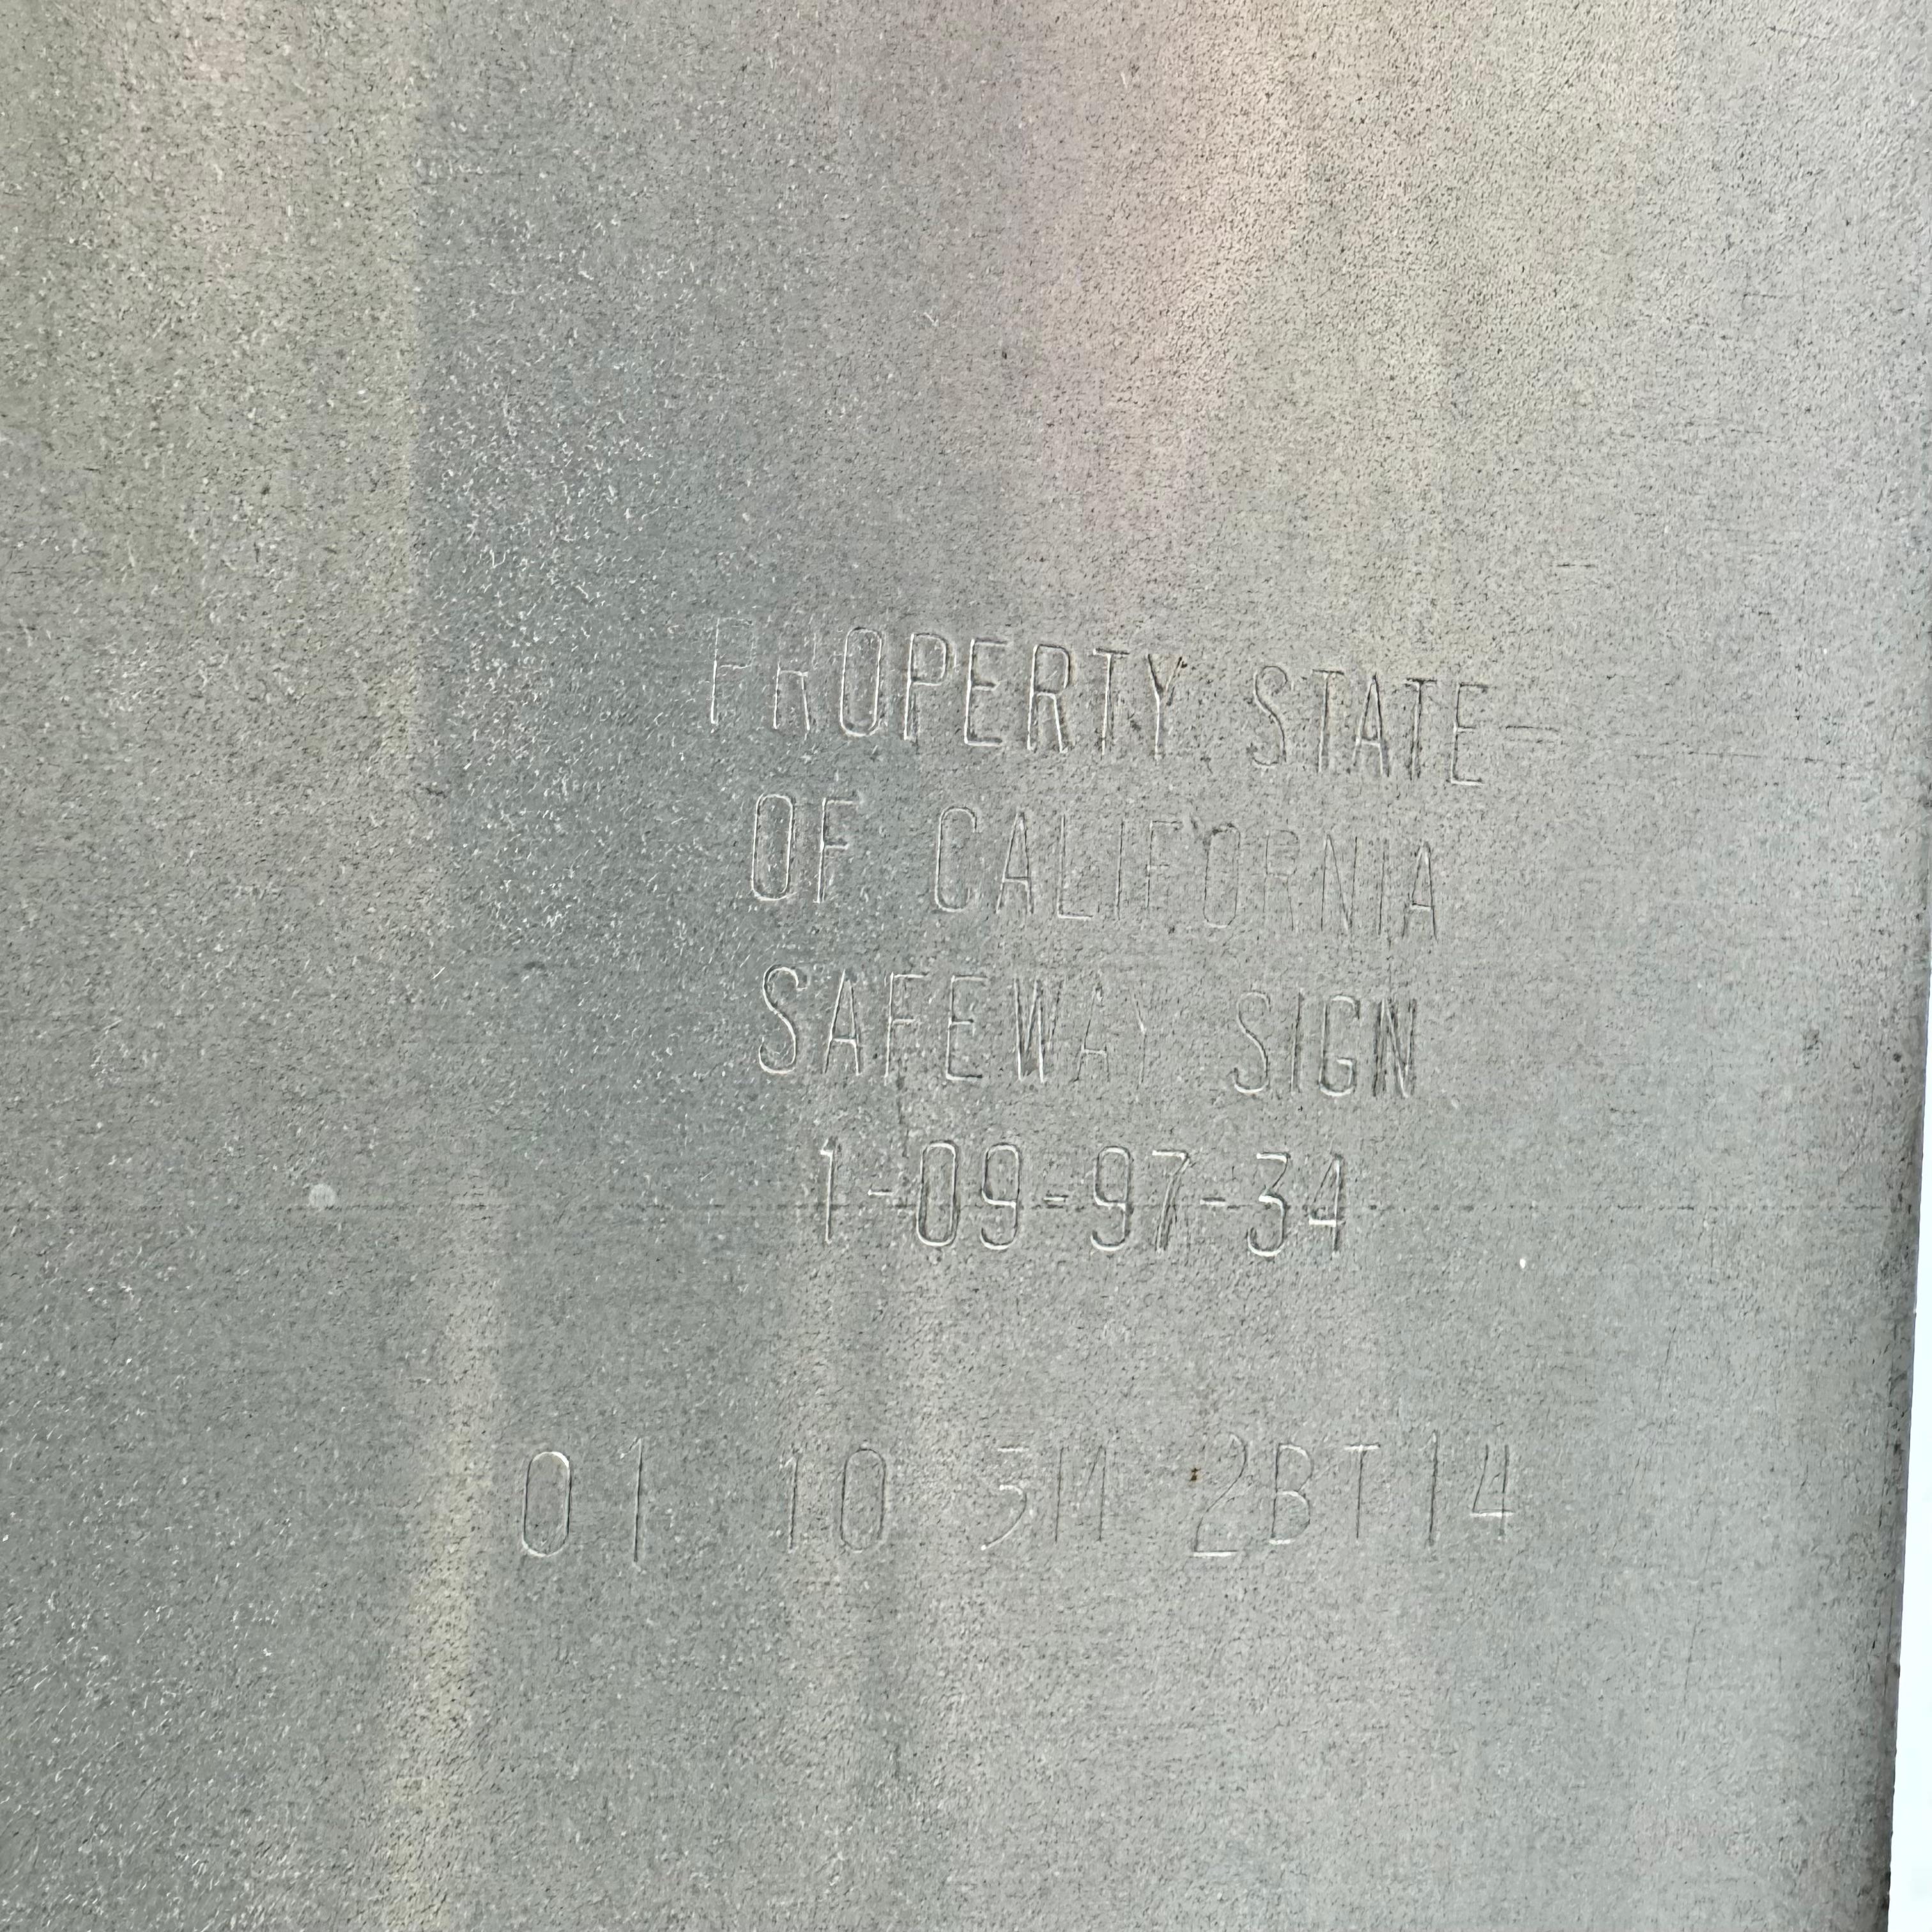 PROPERTY STATE
OF CALIFORNIA
SAFEWAY SIGN
1-09-97-34
01 10 3M 2BT14